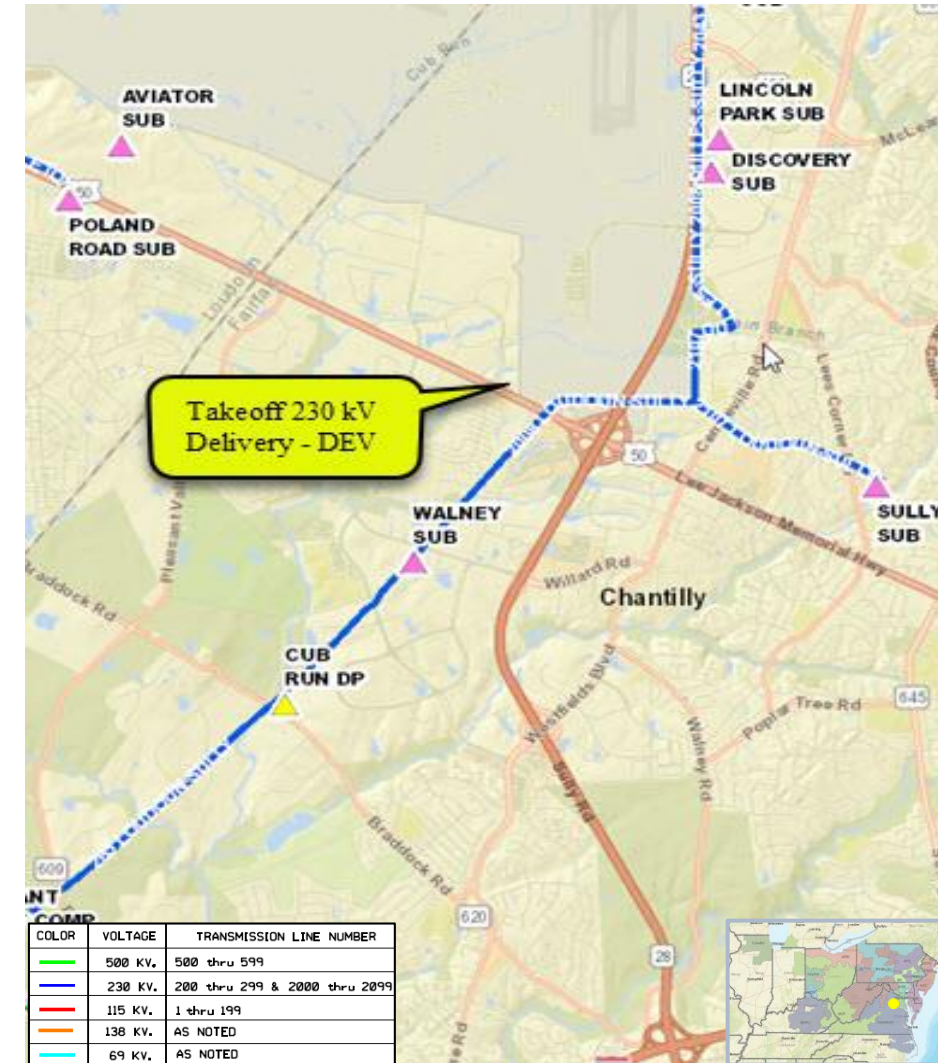 Cub Run
AVIATOR
SUB
LINCOLN
PARK SUB
DISCOVERY
SUB
50
POLAND
ROAD SUB
Takeoff 230 kV
Delivery - DEV
50
Lee Jackson Memorial Hwy
WALNEY
SUB
SULLY
SUB
Willard Rd
Chantilly
Braddock Rd
CUB
RUN DP
Westfields Blvd
Walney Rd
Poplar Tree Rd
645
Sully Rd
Braddock Rd
609
620
28
COLOR VOLTAGE TRANSMISSION LINE NUMBER
500 KV. 500 thru 599
230 KV. 200 thru 299 & 2000 thru 2099
115 KV. 1 thru 199
138 KV. AS NOTED
69 KV. AS NOTED